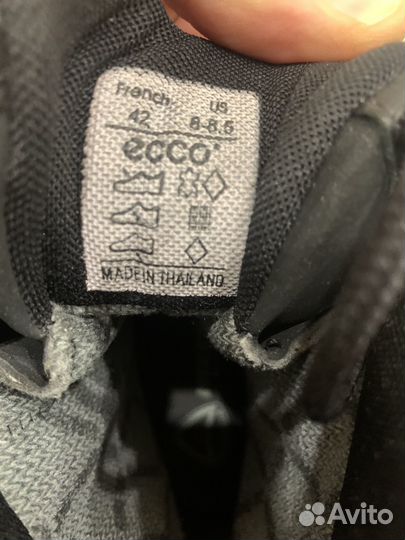 French US
42 8-8.5
ecco
MADE IN THAILAND
Avito